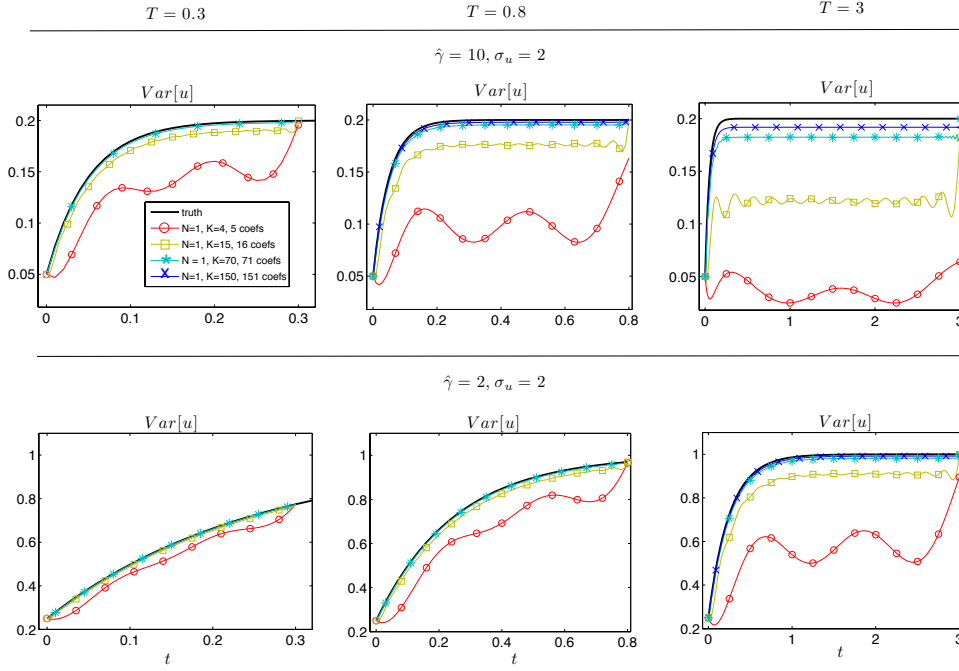 T = 0.3
T = 0.8
T = 3
γ̂ = 10, σ_u = 2
Var[u]
0.2
0.15
0.1
0.05
0
0.1
0.2
0.3
truth
N=1, K=4, 5 coefs
N=1, K=15, 16 coefs
N = 1, K=70, 71 coefs
N=1, K=150, 151 coefs
Var[u]
0.2
0.15
0.1
0.05
0
0.2
0.4
0.6
0.8
Var[u]
0.2
0.15
0.1
0.05
0
1
2
3
γ̂ = 2, σ_u = 2
Var[u]
1
0.8
0.6
0.4
0.2
0
0.1
0.2
0.3
t
Var[u]
1
0.8
0.6
0.4
0.2
0
0.2
0.4
0.6
0.8
t
Var[u]
1
0.8
0.6
0.4
0.2
0
1
2
3
t